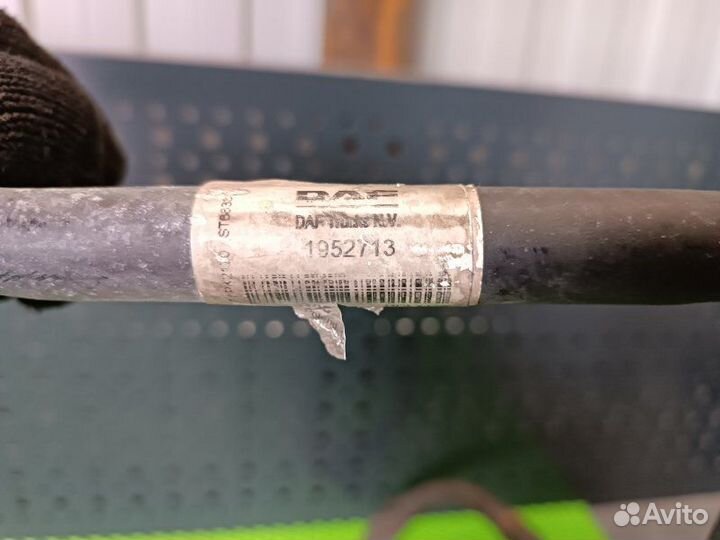 DAF
DAF Trucks N.V.
1952713
Avito